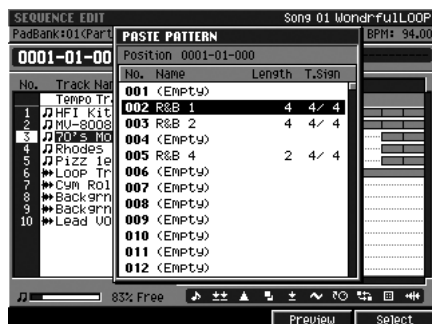 SEQUENCE EDIT Song 01 WondrfulLOOP
PadBank:01(Part BPM: 94.00
PASTE PATTERN
Position 0001-01-000
0001-01-00
No. Name Length T.Sign
001 (Empty)
002 R&B 1 4 4/ 4
003 R&B 2 4 4/ 4
004 (Empty)
005 R&B 4 2 4/ 4
006 (Empty)
007 (Empty)
008 (Empty)
009 (Empty)
010 (Empty)
011 (Empty)
012 (Empty)
No. Track Nam
Tempo Tr
1 HFI Kit
2 MV-8008
3 70's Mo
4 Rhodes
5 Pizz le
6 Loop Tr
7 Cym Rol
8 Backgrn
9 Backgrn
10 Lead VO
83% Free
Preview Select